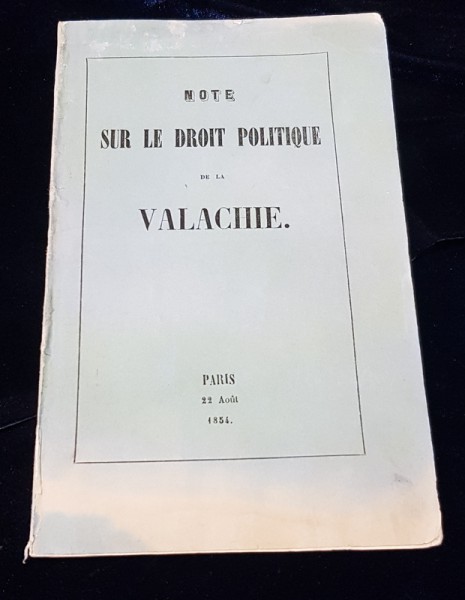 NOTE
SUR LE DROIT POLITIQUE
DE LA
VALACHIE.
PARIS
22 Août
1854.